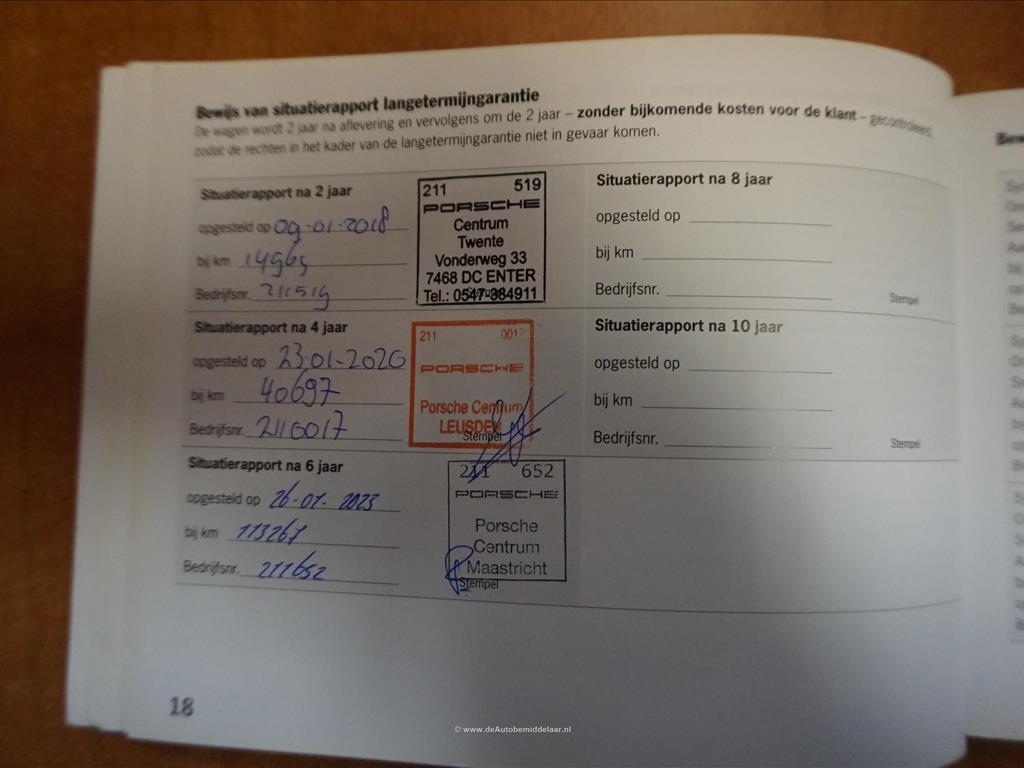 Bewijs van situatierapport langetermijngarantie
De wagen wordt 2 jaar na aflevering en vervolgens om de 2 jaar – zonder bijkomende kosten voor de klant – gecontroleerd,
zodat de rechten in het kader van de langetermijngarantie niet in gevaar komen.
Situatierapport na 2 jaar
opgesteld op 09-01-2018
bij km 14969
Bedrijfsnr. 211519
211 519
PORSCHE
Centrum
Twente
Vonderweg 33
7468 DC ENTER
Tel.: 0547-384911
Situatierapport na 4 jaar
opgesteld op 23-01-2020
bij km 40697
Bedrijfsnr. 2110017
211 001
PORSCHE
Porsche Centrum
LEUSDEN
Stempel
Situatierapport na 6 jaar
opgesteld op 26-01-2023
bij km 113267
Bedrijfsnr. 211652
211 652
PORSCHE
Porsche
Centrum
Maastricht
Stempel
Situatierapport na 8 jaar
opgesteld op
bij km
Bedrijfsnr.
Stempel
Situatierapport na 10 jaar
opgesteld op
bij km
Bedrijfsnr.
Stempel
18
© www.deAutobemiddelaar.nl